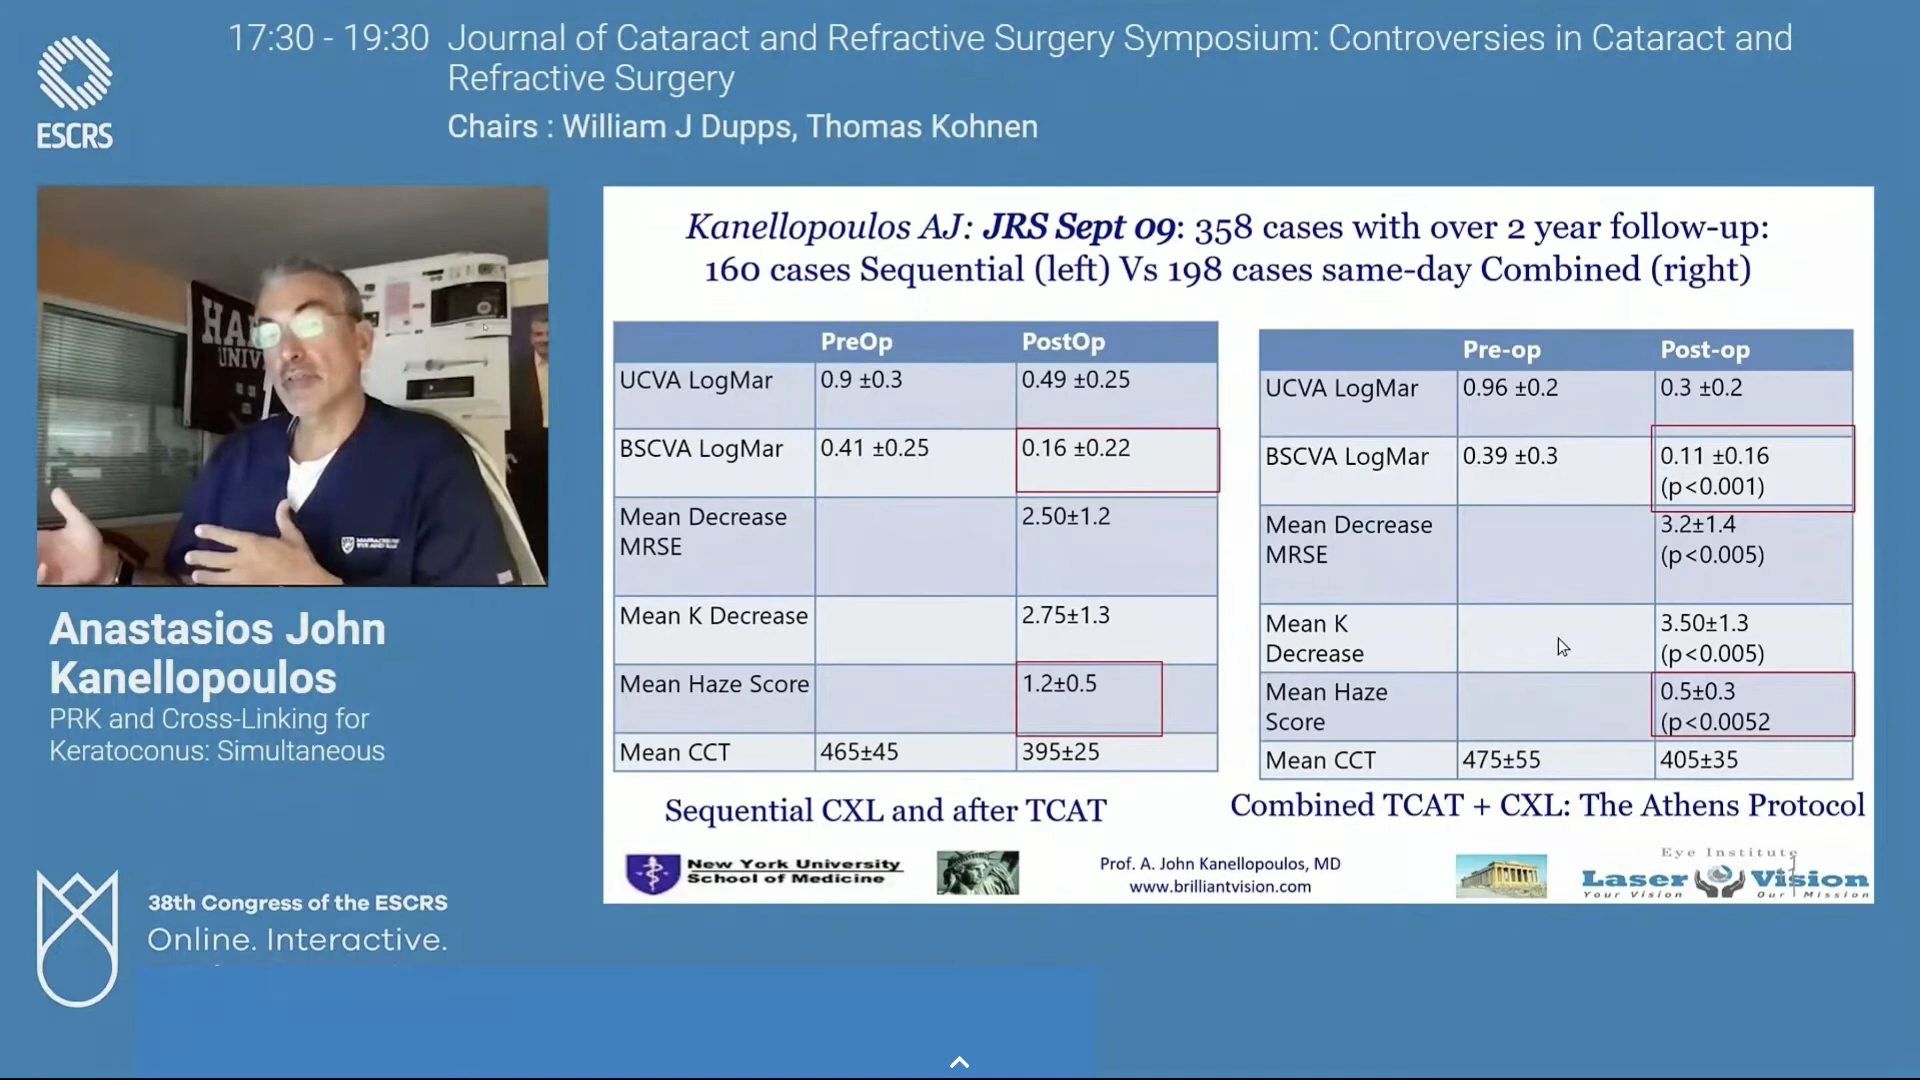 17:30 - 19:30 Journal of Cataract and Refractive Surgery Symposium: Controversies in Cataract and
Refractive Surgery
Chairs : William J Dupps, Thomas Kohnen
ESCRS
HA
UNIV
Anastasios John
Kanellopoulos
PRK and Cross-Linking for
Keratoconus: Simultaneous
38th Congress of the ESCRS
Online. Interactive.
Kanellopoulos AJ: JRS Sept 09: 358 cases with over 2 year follow-up:
160 cases Sequential (left) Vs 198 cases same-day Combined (right)
PreOp PostOp
UCVA LogMar 0.9 ±0.3 0.49 ±0.25
BSCVA LogMar 0.41 ±0.25 0.16 ±0.22
Mean Decrease 2.50±1.2
MRSE
Mean K Decrease 2.75±1.3
Mean Haze Score 1.2±0.5
Mean CCT 465±45 395±25
Sequential CXL and after TCAT
Pre-op Post-op
UCVA LogMar 0.96 ±0.2 0.3 ±0.2
BSCVA LogMar 0.39 ±0.3 0.11 ±0.16
(p<0.001)
Mean Decrease 3.2±1.4
MRSE (p<0.005)
Mean K 3.50±1.3
Decrease (p<0.005)
Mean Haze 0.5±0.3
Score (p<0.0052
Mean CCT 475±55 405±35
Combined TCAT + CXL: The Athens Protocol
New York University
School of Medicine
Prof. A. John Kanellopoulos, MD
www.brilliantvision.com
Eye Institute
Laser Vision
Your Vision Our Mission